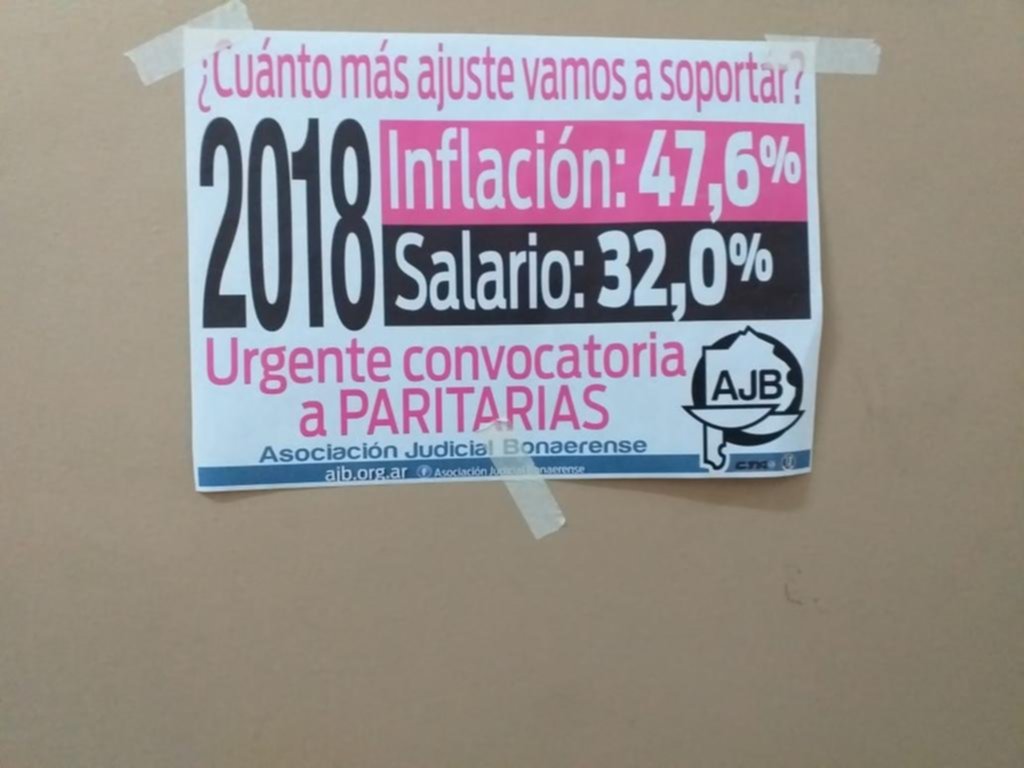 ¿Cuánto más ajuste vamos a soportar?
2018
Inflación: 47,6%
Salario: 32,0%
Urgente convocatoria
a PARITARIAS
AJB
Asociación Judicial Bonaerense
ajb.org.ar Asociación Judicial Bonaerense
CTA